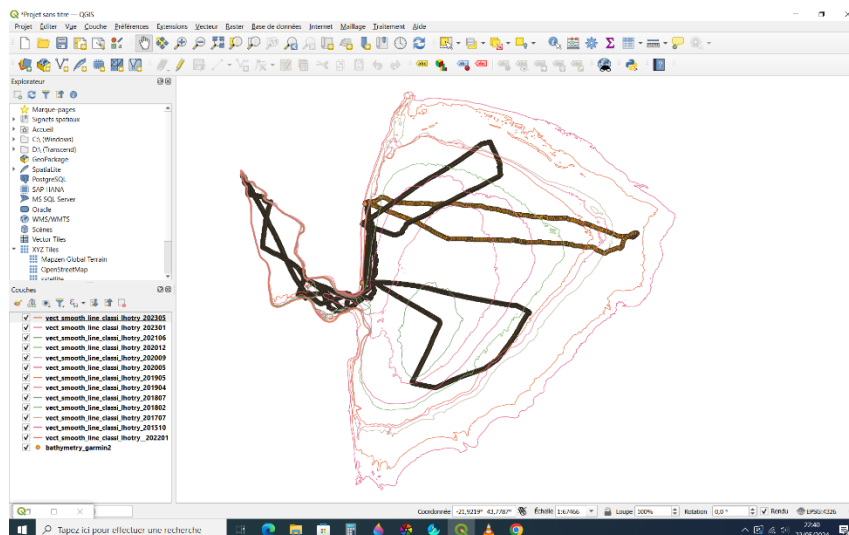 *Projet sans titre — QGIS
Projet Éditer Vue Couche Préférences Extensions Vecteur Raster Base de données Internet Maillage Traitement Aide
Explorateur
Marque-pages
Signets spatiaux
Accueil
C:\ (Windows)
D:\ (Transcend)
GeoPackage
SpatiaLite
PostgreSQL
SAP HANA
MS SQL Server
Oracle
WMS/WMTS
Scènes
Vector Tiles
XYZ Tiles
Mapzen Global Terrain
OpenStreetMap
satellite
Couches
vect_smooth_line_classi_Ihotry_202305
vect_smooth_line_classi_Ihotry_202301
vect_smooth_line_classi_Ihotry_202106
vect_smooth_line_classi_Ihotry_202012
vect_smooth_line_classi_Ihotry_202009
vect_smooth_line_classi_Ihotry_202005
vect_smooth_line_classi_Ihotry_201905
vect_smooth_line_classi_Ihotry_201904
vect_smooth_line_classi_Ihotry_201807
vect_smooth_line_classi_Ihotry_201802
vect_smooth_line_classi_Ihotry_201707
vect_smooth_line_classi_Ihotry_201510
vect_smooth_line_classi_Ihotry__202201
bathymetry_garmin2
Coordonnée -21,9219° 43,7787° Échelle 1:67466 Loupe 100% Rotation 0,0 ° Rendu EPSG:4326
Tapez ici pour effectuer une recherche
22:40